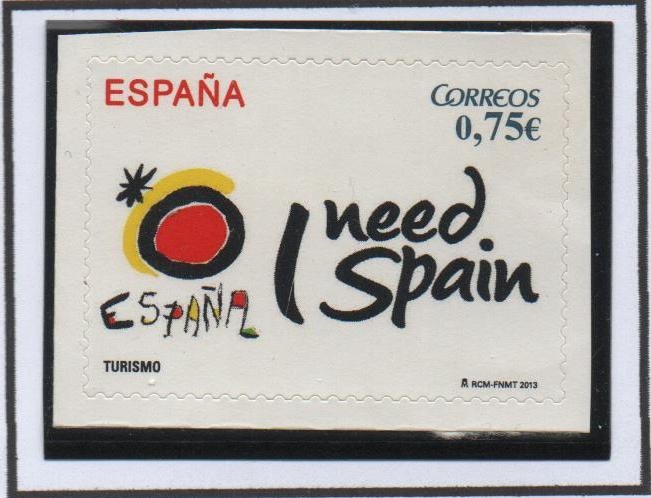 ESPAÑA
CORREOS
0,75€
I need
Spain
ESPAÑA
TURISMO
RCM-FNMT 2013